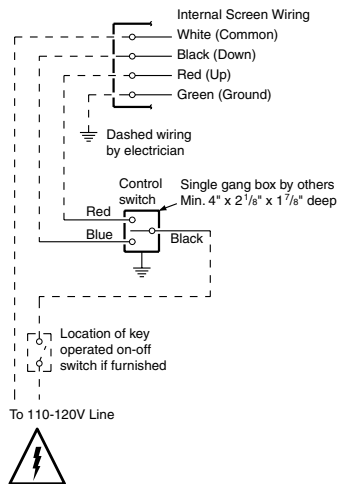 Internal Screen Wiring
White (Common)
Black (Down)
Red (Up)
Green (Ground)
Dashed wiring
by electrician
Control
switch
Single gang box by others
Min. 4" x 2 1/8" x 1 7/8" deep
Red
Blue
Black
Location of key
operated on-off
switch if furnished
To 110-120V Line